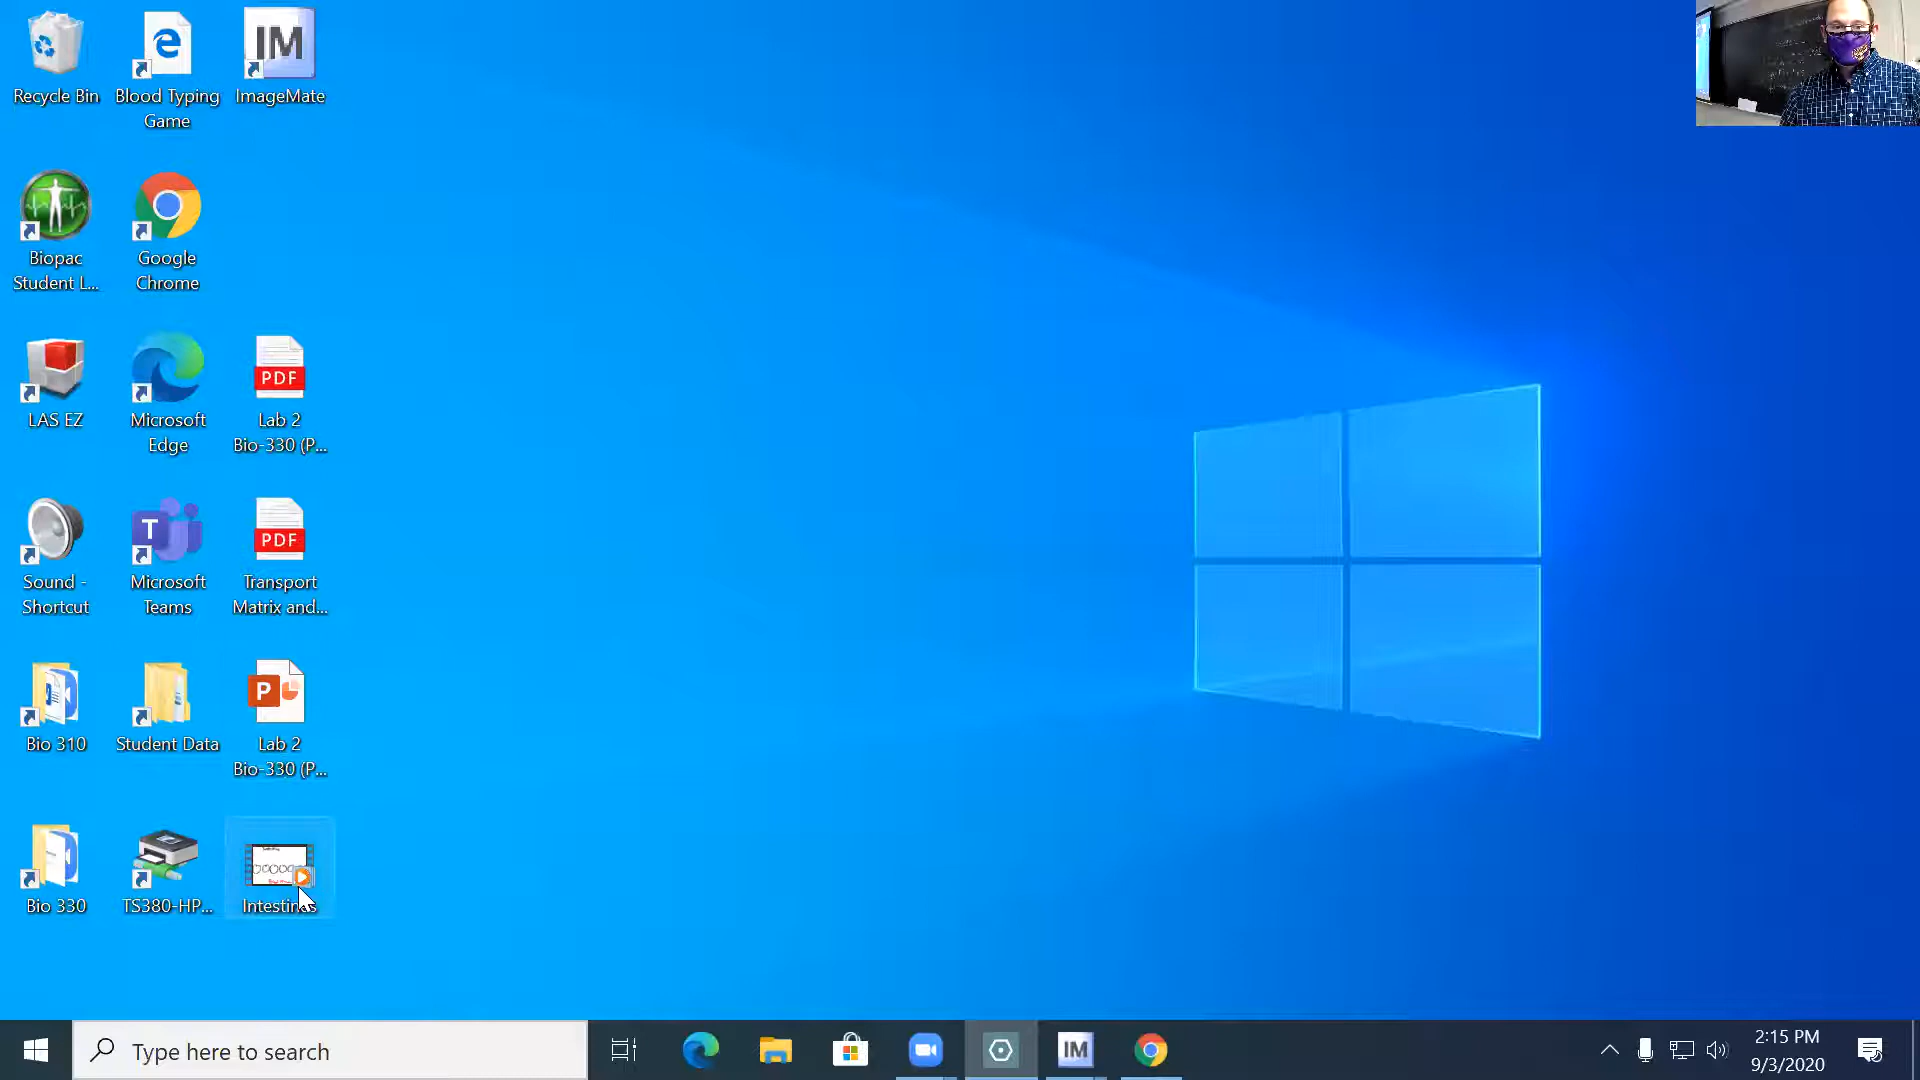 Recycle Bin
Blood Typing
Game
IM
ImageMate
Biopac
Student L...
Google
Chrome
LAS EZ
Microsoft
Edge
PDF
Lab 2
Bio-330 (P...
Sound -
Shortcut
T
Microsoft
Teams
PDF
Transport
Matrix and...
Bio 310
Student Data
P
Lab 2
Bio-330 (P...
Bio 330
TS380-HP...
Type here to search
IM
2:15 PM
9/3/2020